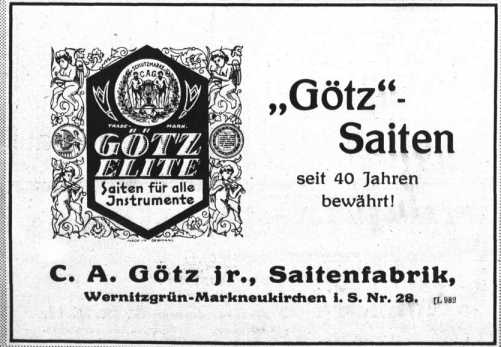 SCHUTZMARKE
C.A.G.
TRADE MARK.
GÖTZ
ELITE
Saiten für alle
Instrumente
MADE IN GERMANY.
„Götz“-
Saiten
seit 40 Jahren
bewährt!
C. A. Götz jr., Saitenfabrik,
Wernitzgrün-Markneukirchen i. S. Nr. 28.
[L 982